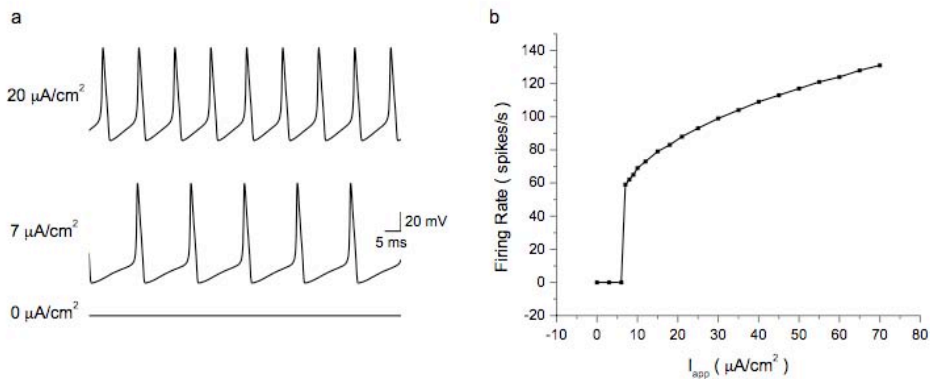 a
20 μA/cm²
7 μA/cm²
20 mV
5 ms
0 μA/cm²
b
Firing Rate ( spikes/s )
140
120
100
80
60
40
20
0
-20
-10 0 10 20 30 40 50 60 70 80
I_app ( μA/cm² )